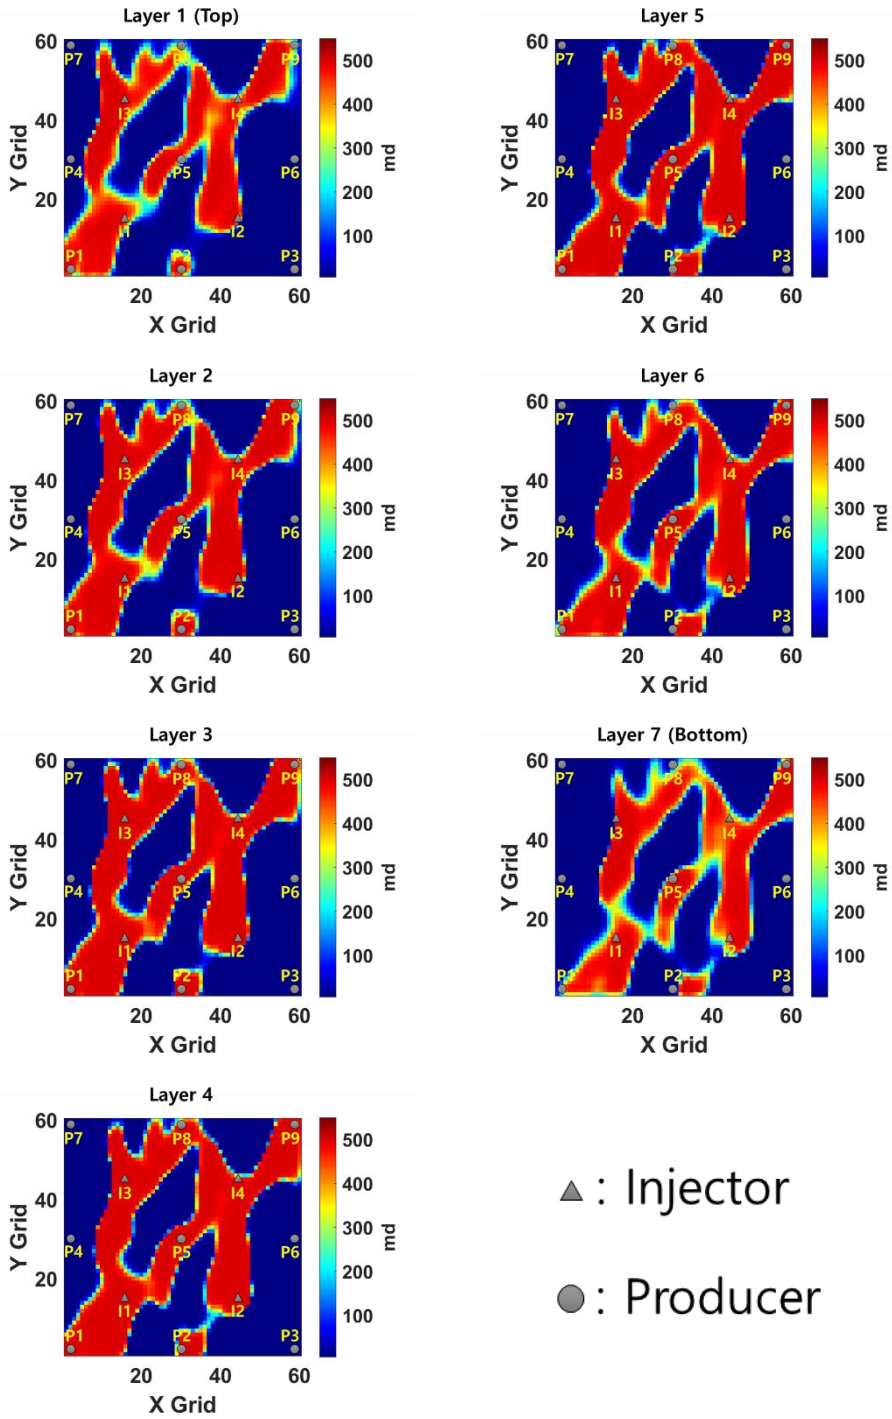 Layer 1 (Top)
60
40
20
Y Grid
P7
P8
P9
I3
I4
P4
P5
P6
I1
I2
P1
P2
P3
20
40
60
X Grid
500
400
300
200
100
md
Layer 5
60
40
20
Y Grid
P7
P8
P9
I3
I4
P4
P5
P6
I1
I2
P1
P2
P3
20
40
60
X Grid
500
400
300
200
100
md
Layer 2
60
40
20
Y Grid
P7
P8
P9
I3
I4
P4
P5
P6
I1
I2
P1
P2
P3
20
40
60
X Grid
500
400
300
200
100
md
Layer 6
60
40
20
Y Grid
P7
P8
P9
I3
I4
P4
P5
P6
I1
I2
P1
P2
P3
20
40
60
X Grid
500
400
300
200
100
md
Layer 3
60
40
20
Y Grid
P7
P8
P9
I3
I4
P4
P5
P6
I1
I2
P1
P2
P3
20
40
60
X Grid
500
400
300
200
100
md
Layer 7 (Bottom)
60
40
20
Y Grid
P7
P8
P9
I3
I4
P4
P5
P6
I1
I2
P1
P2
P3
20
40
60
X Grid
500
400
300
200
100
md
Layer 4
60
40
20
Y Grid
P7
P8
P9
I3
I4
P4
P5
P6
I1
I2
P1
P2
P3
20
40
60
X Grid
500
400
300
200
100
md
: Injector
: Producer